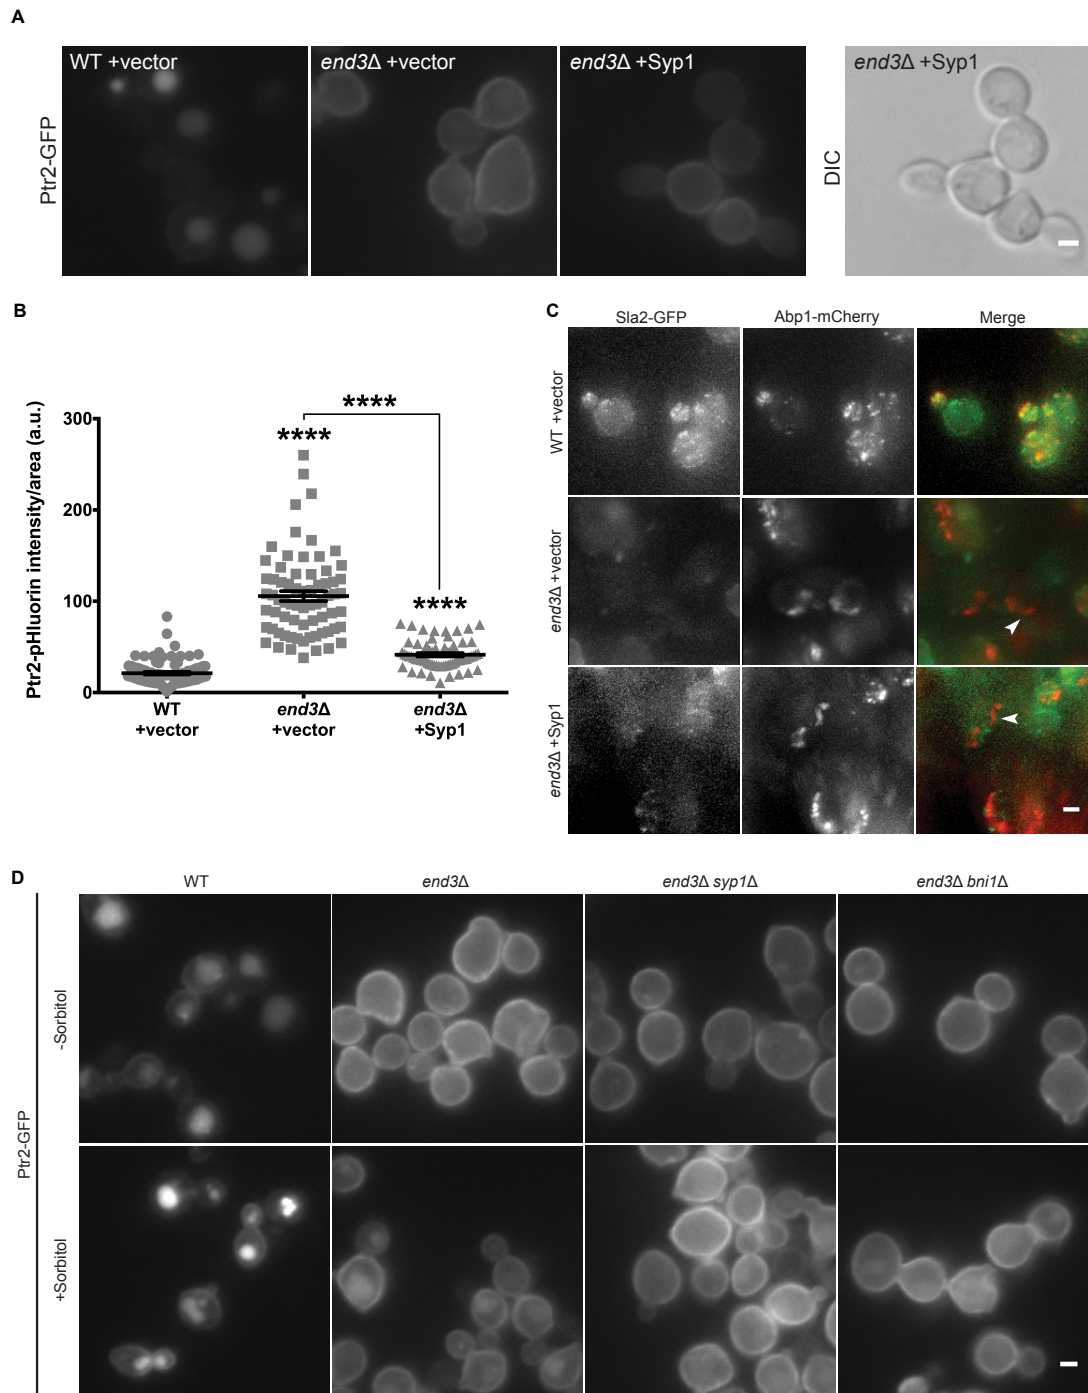 A
WT +vector
end3Δ +vector
end3Δ +Syp1
end3Δ +Syp1
Ptr2-GFP
DIC
B
Ptr2-pHluorin intensity/area (a.u.)
300
200
100
0
****
****
****
WT
+vector
end3Δ
+vector
end3Δ
+Syp1
C
Sla2-GFP
Abp1-mCherry
Merge
WT +vector
end3Δ +vector
end3Δ +Syp1
D
WT
end3Δ
end3Δ syp1Δ
end3Δ bni1Δ
Ptr2-GFP
-Sorbitol
+Sorbitol